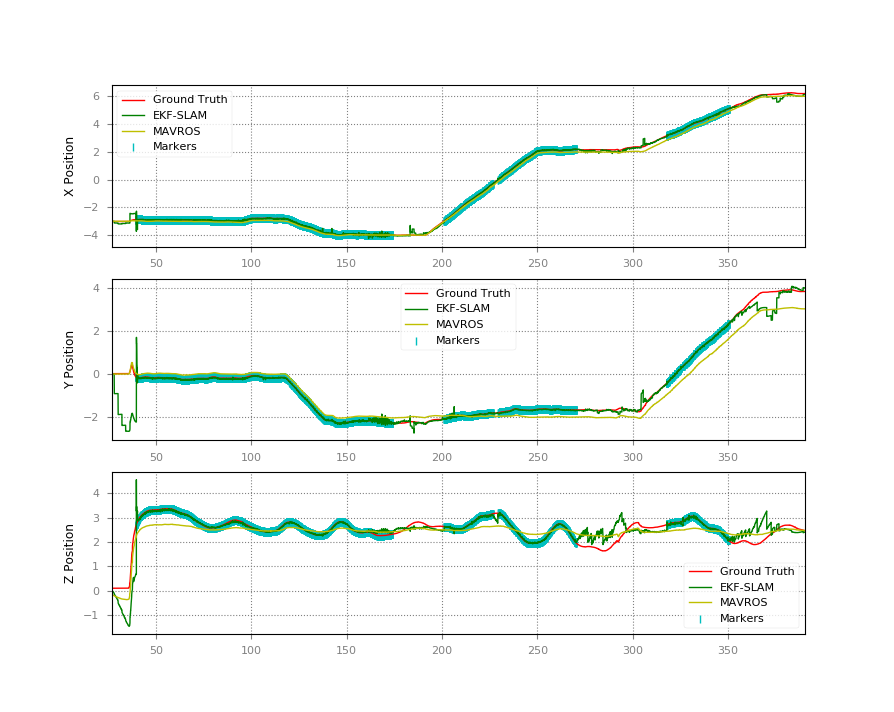 X Position
6
4
2
0
−2
−4
Ground Truth
EKF-SLAM
MAVROS
Markers
50 100 150 200 250 300 350
Y Position
4
2
0
−2
Ground Truth
EKF-SLAM
MAVROS
Markers
50 100 150 200 250 300 350
Z Position
4
3
2
1
0
−1
Ground Truth
EKF-SLAM
MAVROS
Markers
50 100 150 200 250 300 350